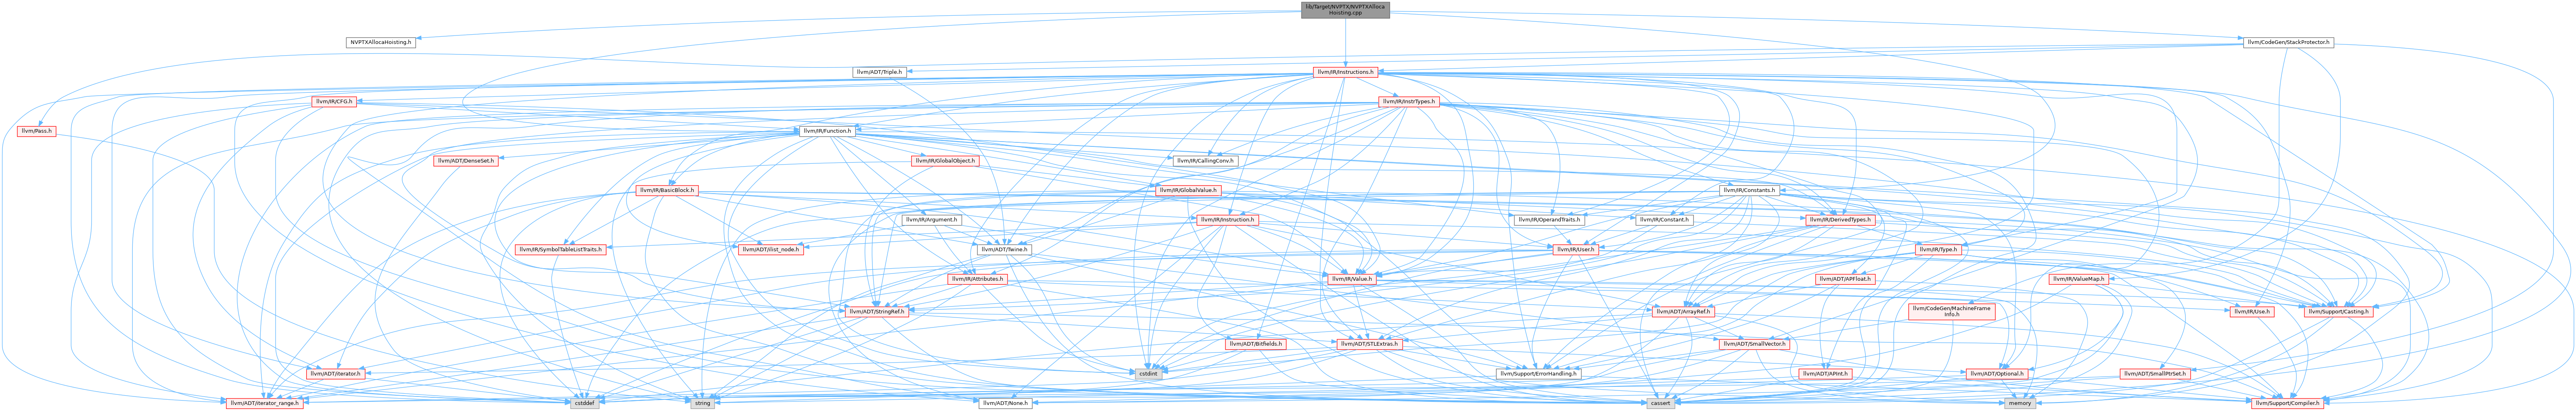 lib/Target/NVPTX/NVPTXAlloca
Hoisting.cpp
NVPTXAllocaHoisting.h
llvm/CodeGen/StackProtector.h
llvm/ADT/Triple.h
llvm/IR/Instructions.h
llvm/IR/CFG.h
llvm/IR/InstrTypes.h
llvm/Pass.h
llvm/IR/Function.h
llvm/ADT/DenseSet.h
llvm/IR/GlobalObject.h
llvm/IR/CallingConv.h
llvm/IR/BasicBlock.h
llvm/IR/GlobalValue.h
llvm/IR/Constants.h
llvm/IR/Argument.h
llvm/IR/Instruction.h
llvm/IR/OperandTraits.h
llvm/IR/Constant.h
llvm/IR/DerivedTypes.h
llvm/IR/SymbolTableListTraits.h
llvm/ADT/ilist_node.h
llvm/ADT/Twine.h
llvm/IR/User.h
llvm/IR/Type.h
llvm/IR/Attributes.h
llvm/IR/Value.h
llvm/ADT/APFloat.h
llvm/IR/ValueMap.h
llvm/ADT/StringRef.h
llvm/ADT/ArrayRef.h
llvm/CodeGen/MachineFrame
Info.h
llvm/IR/Use.h
llvm/Support/Casting.h
llvm/ADT/Bitfields.h
llvm/ADT/STLExtras.h
llvm/ADT/SmallVector.h
llvm/ADT/iterator.h
cstdint
llvm/Support/ErrorHandling.h
llvm/ADT/APInt.h
llvm/ADT/Optional.h
llvm/ADT/SmallPtrSet.h
llvm/ADT/iterator_range.h
cstddef
string
llvm/ADT/None.h
cassert
memory
llvm/Support/Compiler.h